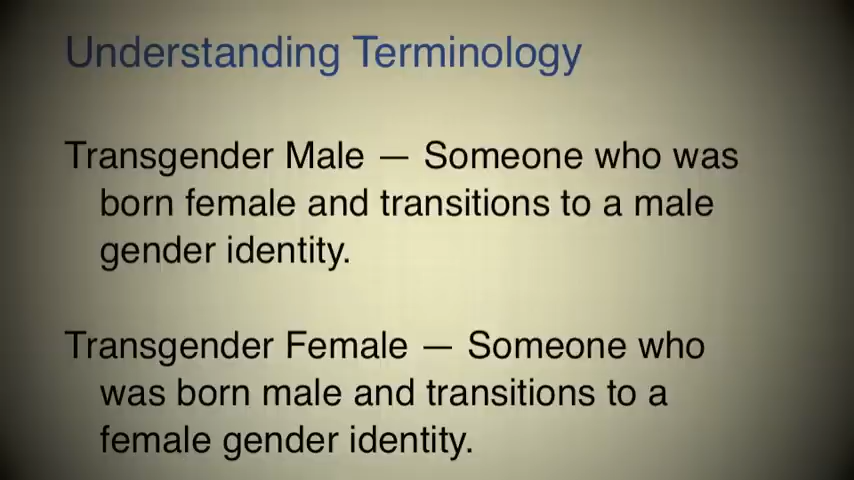 Understanding Terminology
Transgender Male — Someone who was
born female and transitions to a male
gender identity.
Transgender Female — Someone who
was born male and transitions to a
female gender identity.